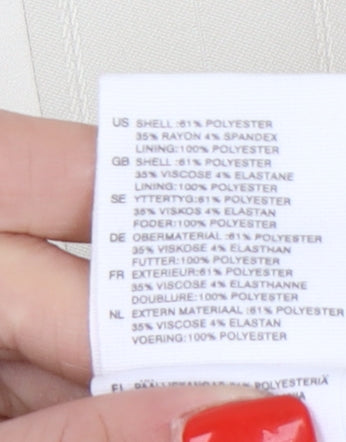 US SHELL :61% POLYESTER
35% RAYON 4% SPANDEX
LINING:100% POLYESTER
GB SHELL :61% POLYESTER
35% VISCOSE 4% ELASTANE
LINING:100% POLYESTER
SE YTTERTYG:61% POLYESTER
35% VISKOS 4% ELASTAN
FODER:100% POLYESTER
DE OBERMATERIAL :61% POLYESTER
35% VISKOSE 4% ELASTHAN
FUTTER:100% POLYESTER
FR EXTERIEUR:61% POLYESTER
35% VISCOSE 4% ELASTHANNE
DOUBLURE:100% POLYESTER
NL EXTERN MATERIAAL :61% POLYESTER
35% VISCOSE 4% ELASTAN
VOERING:100% POLYESTER
POLYESTERIÄ